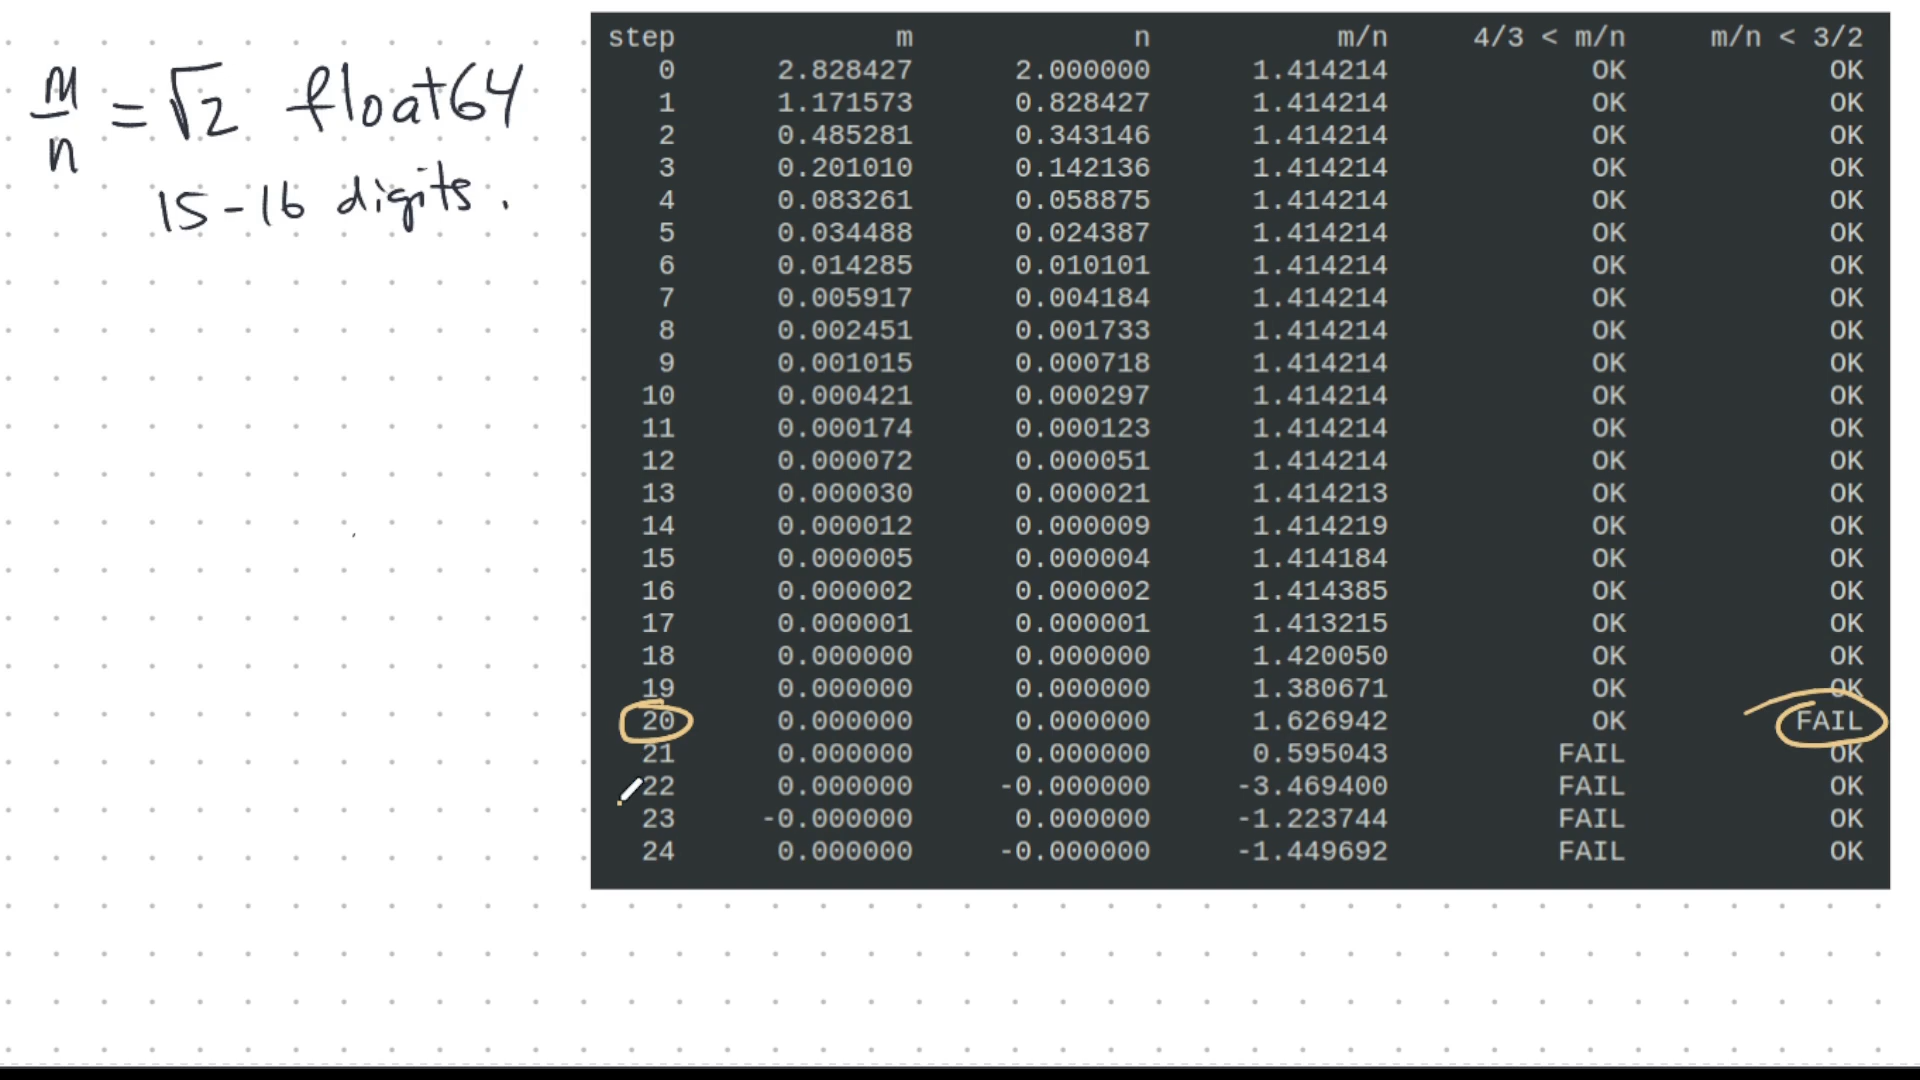 m/n = √2 float64
15-16 digits.
step m n m/n 4/3 < m/n m/n < 3/2
0 2.828427 2.000000 1.414214 OK OK
1 1.171573 0.828427 1.414214 OK OK
2 0.485281 0.343146 1.414214 OK OK
3 0.201010 0.142136 1.414214 OK OK
4 0.083261 0.058875 1.414214 OK OK
5 0.034488 0.024387 1.414214 OK OK
6 0.014285 0.010101 1.414214 OK OK
7 0.005917 0.004184 1.414214 OK OK
8 0.002451 0.001733 1.414214 OK OK
9 0.001015 0.000718 1.414214 OK OK
10 0.000421 0.000297 1.414214 OK OK
11 0.000174 0.000123 1.414214 OK OK
12 0.000072 0.000051 1.414214 OK OK
13 0.000030 0.000021 1.414213 OK OK
14 0.000012 0.000009 1.414219 OK OK
15 0.000005 0.000004 1.414184 OK OK
16 0.000002 0.000002 1.414385 OK OK
17 0.000001 0.000001 1.413215 OK OK
18 0.000000 0.000000 1.420050 OK OK
19 0.000000 0.000000 1.380671 OK OK
20 0.000000 0.000000 1.626942 OK FAIL
21 0.000000 0.000000 0.595043 FAIL OK
22 0.000000 -0.000000 -3.469400 FAIL OK
23 -0.000000 0.000000 -1.223744 FAIL OK
24 0.000000 -0.000000 -1.449692 FAIL OK